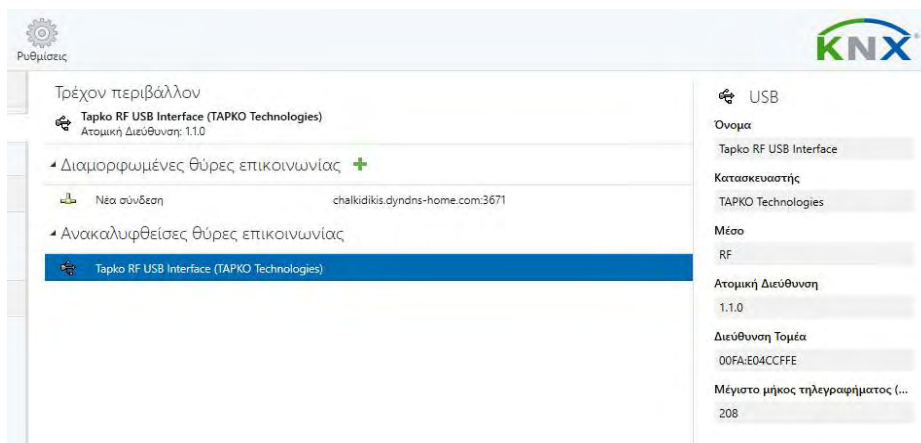 Ρυθμίσεις
KNX
Τρέχον περιβάλλον
Tapko RF USB Interface (TAPKO Technologies)
Ατομική Διεύθυνση: 1.1.0
Διαμορφωμένες θύρες επικοινωνίας
Νέα σύνδεση chalkidikis.dyndns-home.com:3671
Ανακαλυφθείσες θύρες επικοινωνίας
Tapko RF USB Interface (TAPKO Technologies)
USB
Όνομα
Tapko RF USB Interface
Κατασκευαστής
TAPKO Technologies
Μέσο
RF
Ατομική Διεύθυνση
1.1.0
Διεύθυνση Τομέα
00FA:E04CCFFE
Μέγιστο μήκος τηλεγραφήματος (...
208